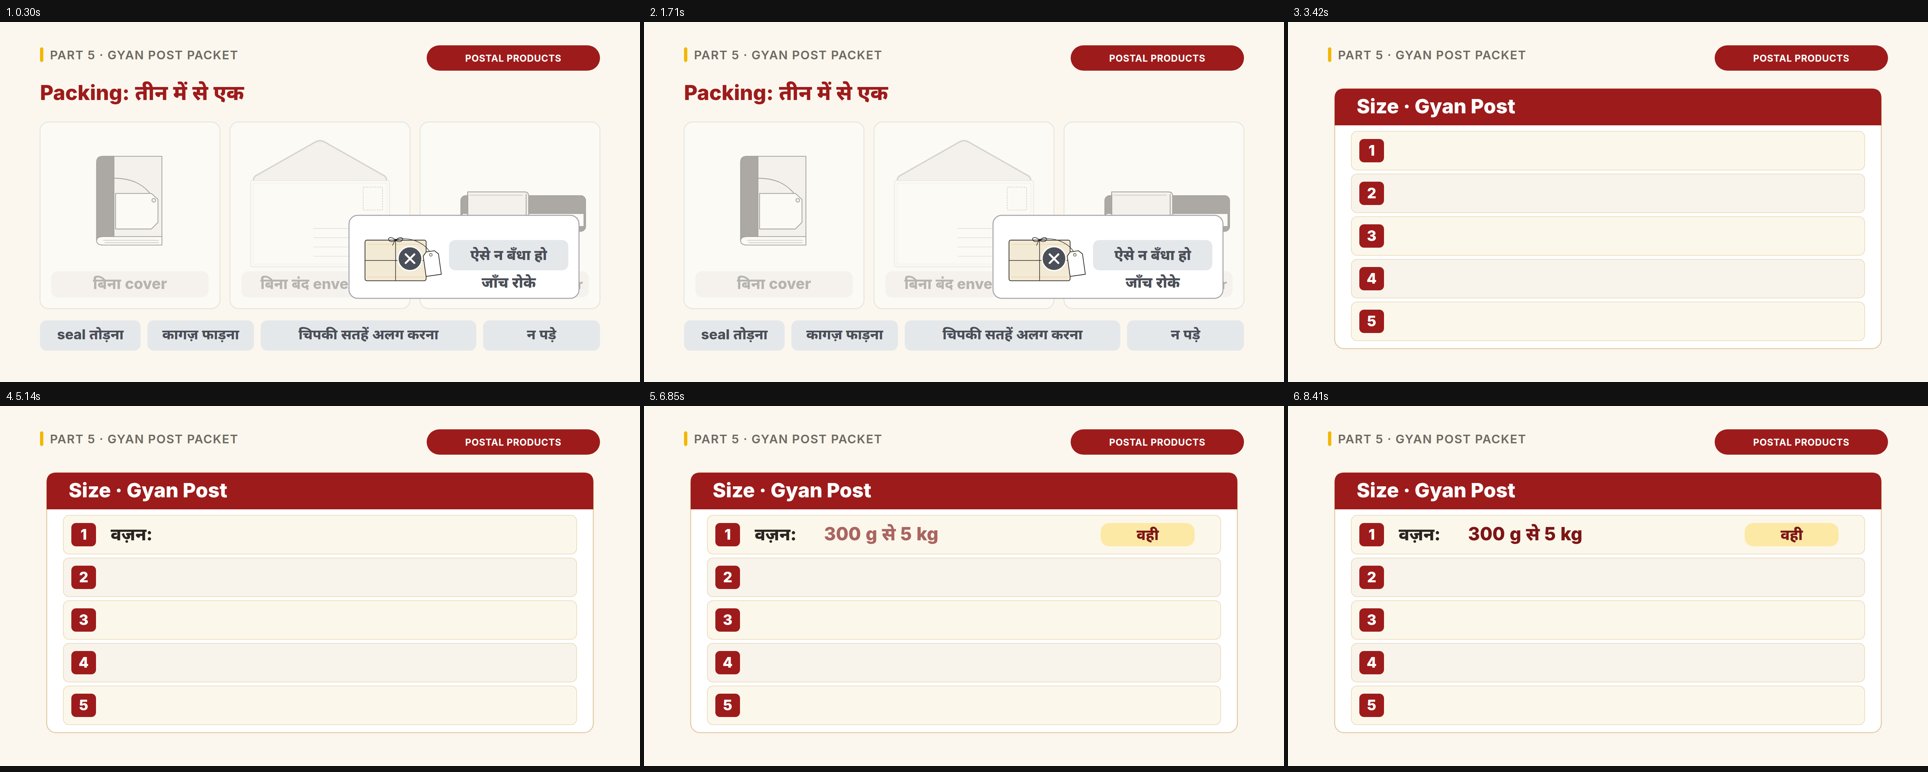 1. 0.30s
PART 5 · GYAN POST PACKET
POSTAL PRODUCTS
Packing: तीन में से एक
बिना cover
बिना बंद enve
ऐसे न बँधा हो
जाँच रोके
r
seal तोड़ना
कागज़ फाड़ना
चिपकी सतहें अलग करना
न पड़े
2. 1.71s
PART 5 · GYAN POST PACKET
POSTAL PRODUCTS
Packing: तीन में से एक
बिना cover
बिना बंद enve
ऐसे न बँधा हो
जाँच रोके
r
seal तोड़ना
कागज़ फाड़ना
चिपकी सतहें अलग करना
न पड़े
3. 3.42s
PART 5 · GYAN POST PACKET
POSTAL PRODUCTS
Size · Gyan Post
1
2
3
4
5
4. 5.14s
PART 5 · GYAN POST PACKET
POSTAL PRODUCTS
Size · Gyan Post
1 वज़न:
2
3
4
5
5. 6.85s
PART 5 · GYAN POST PACKET
POSTAL PRODUCTS
Size · Gyan Post
1 वज़न: 300 g से 5 kg वही
2
3
4
5
6. 8.41s
PART 5 · GYAN POST PACKET
POSTAL PRODUCTS
Size · Gyan Post
1 वज़न: 300 g से 5 kg वही
2
3
4
5